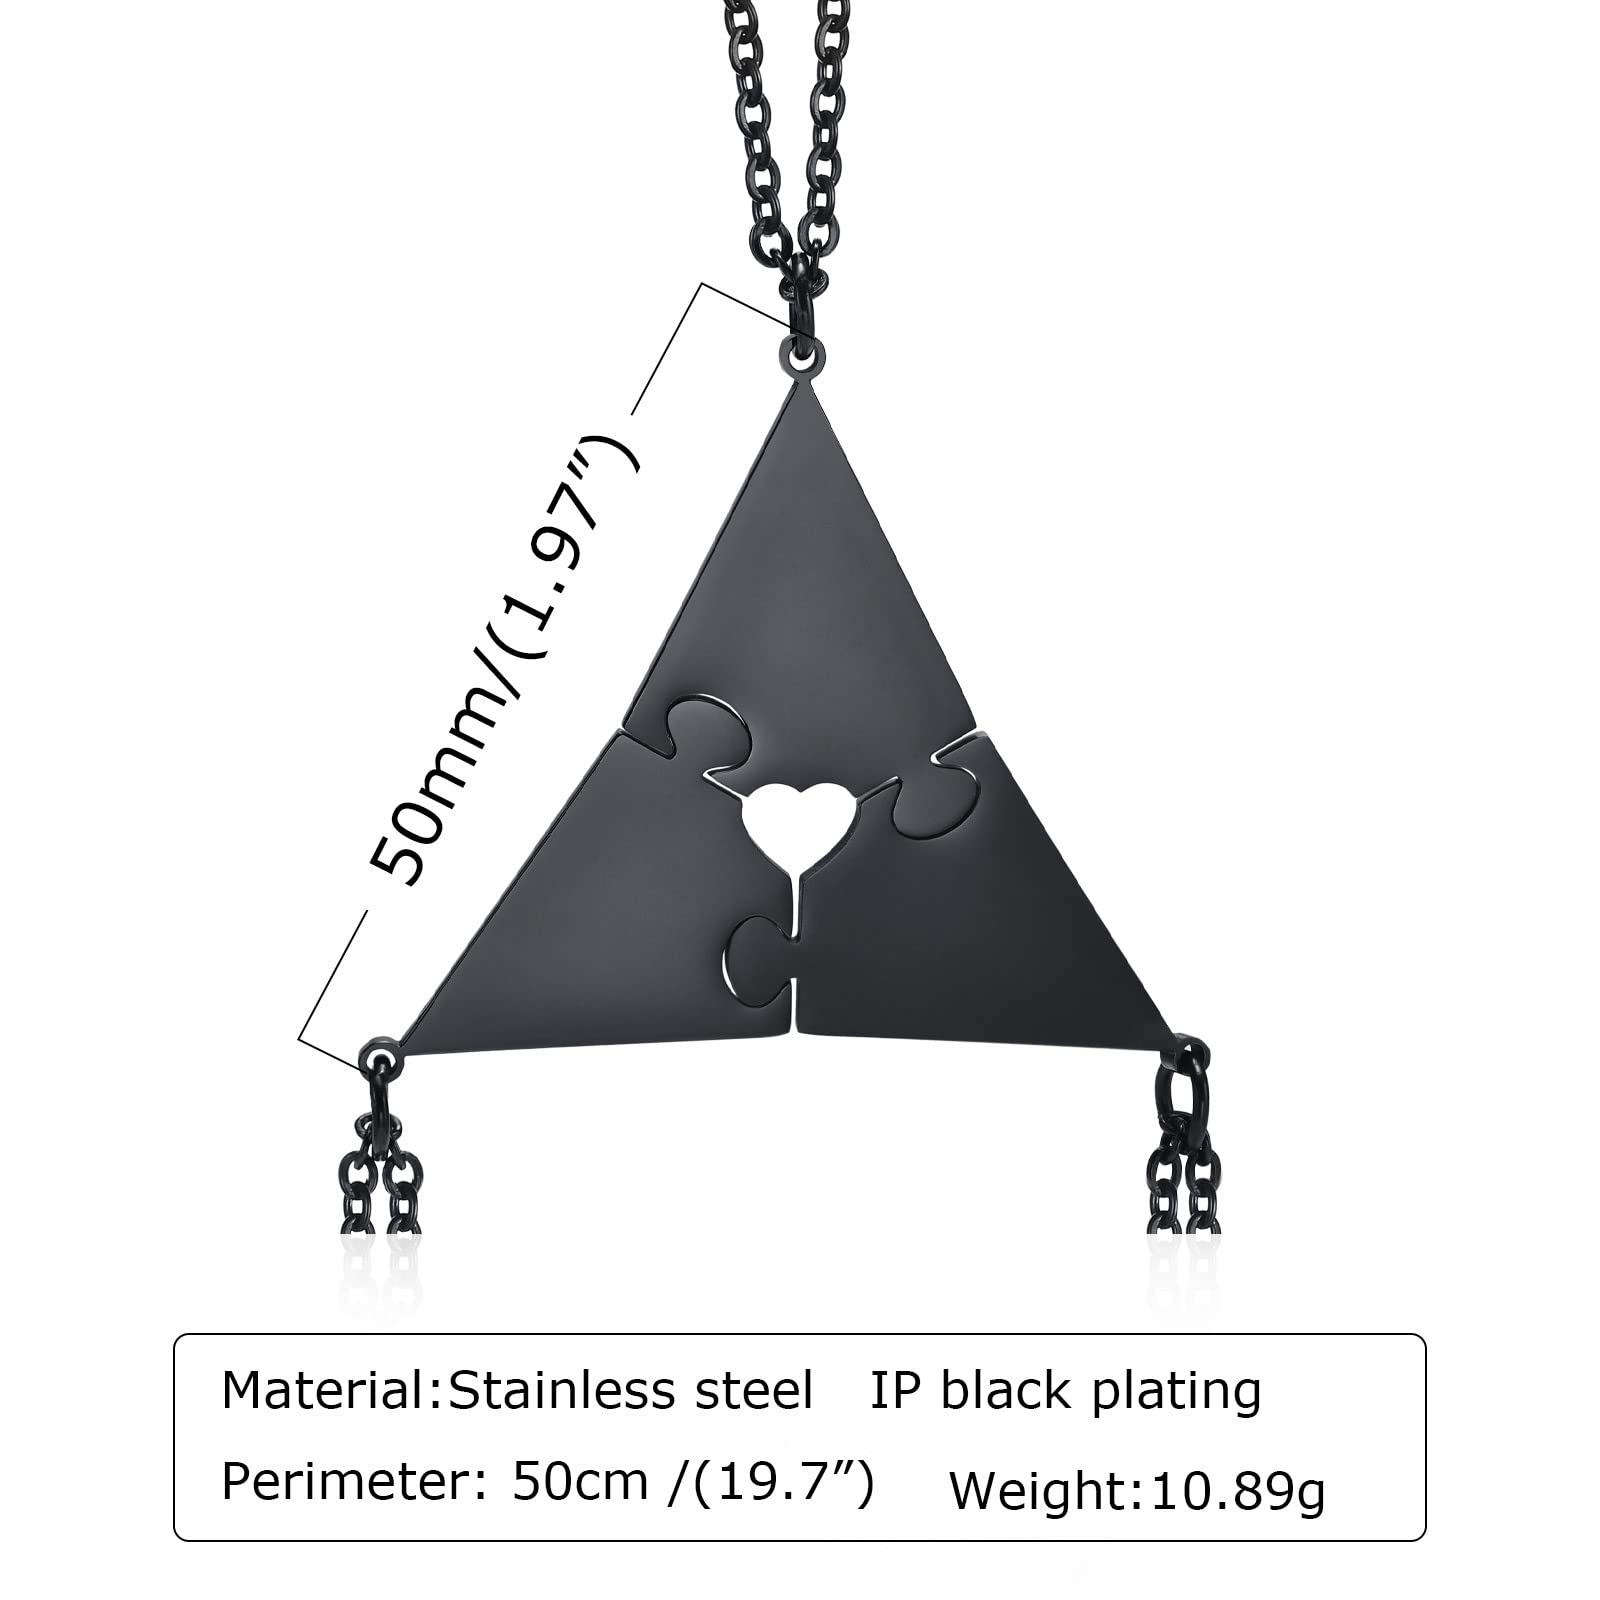 50mm/(1.97″)
Material:Stainless steel IP black plating
Perimeter: 50cm /(19.7″) Weight:10.89g